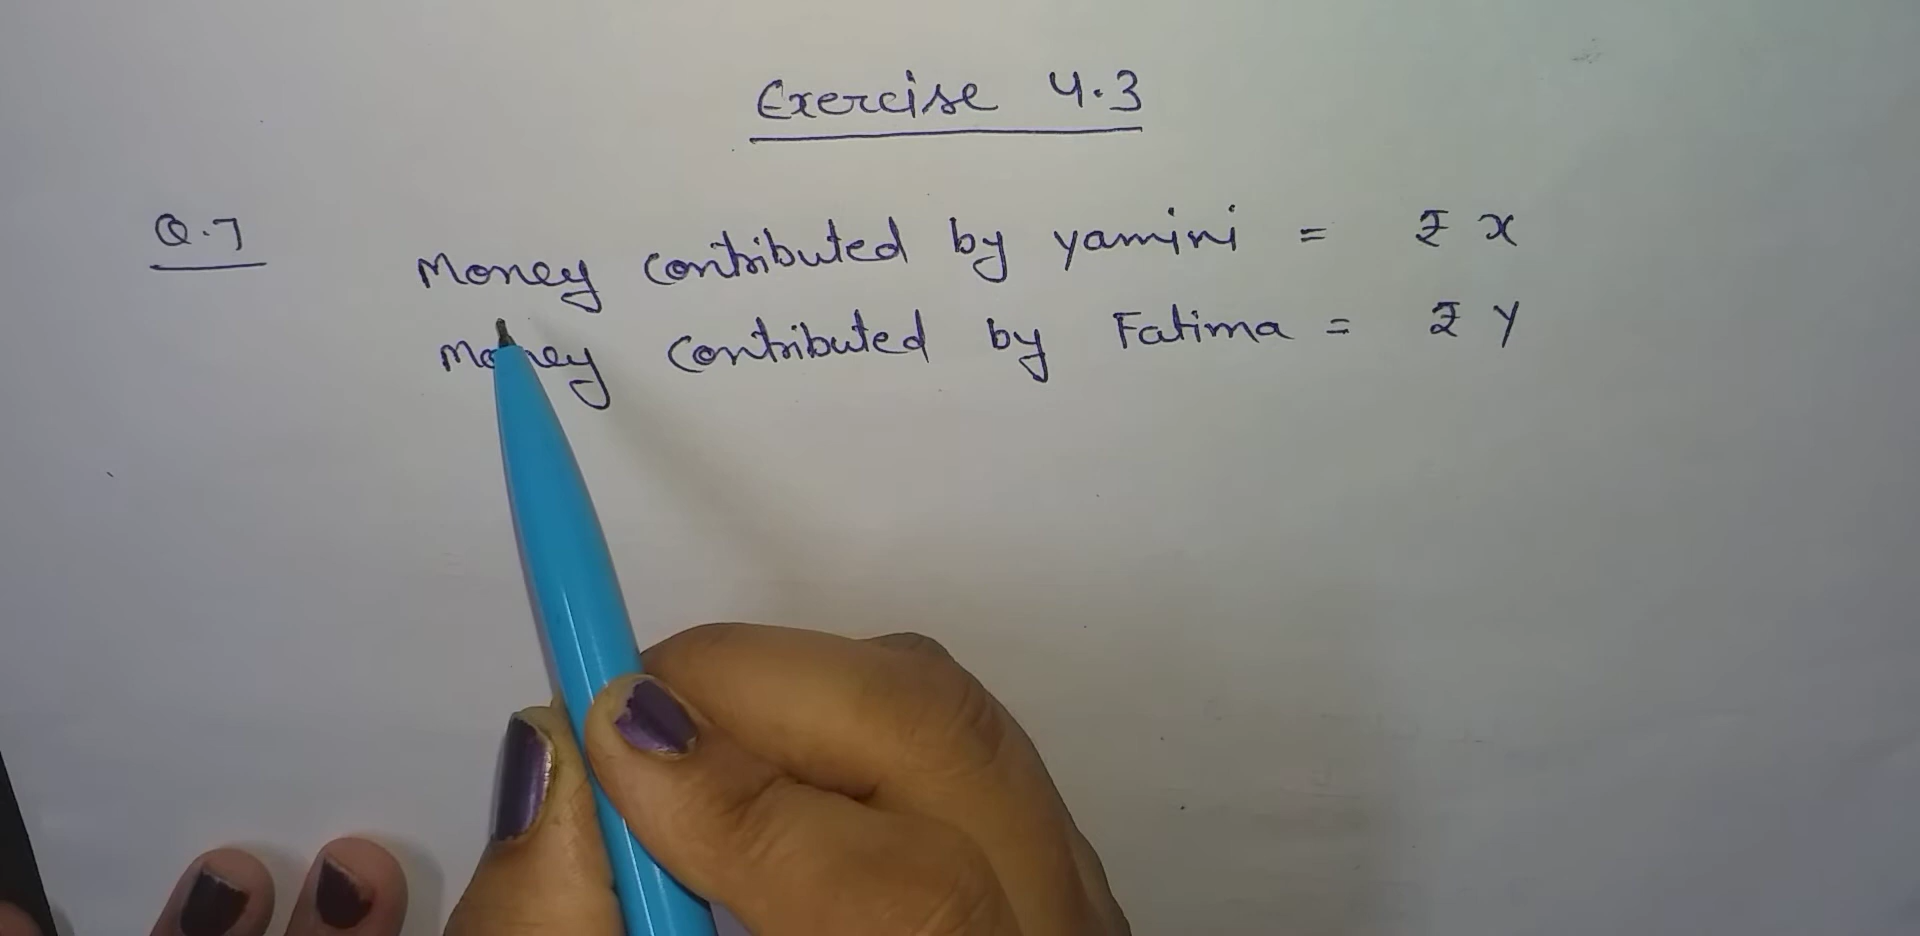 Exercise 4.3
Q.7
Money contributed by yamini = ₹ x
Money contributed by Fatima = ₹ y